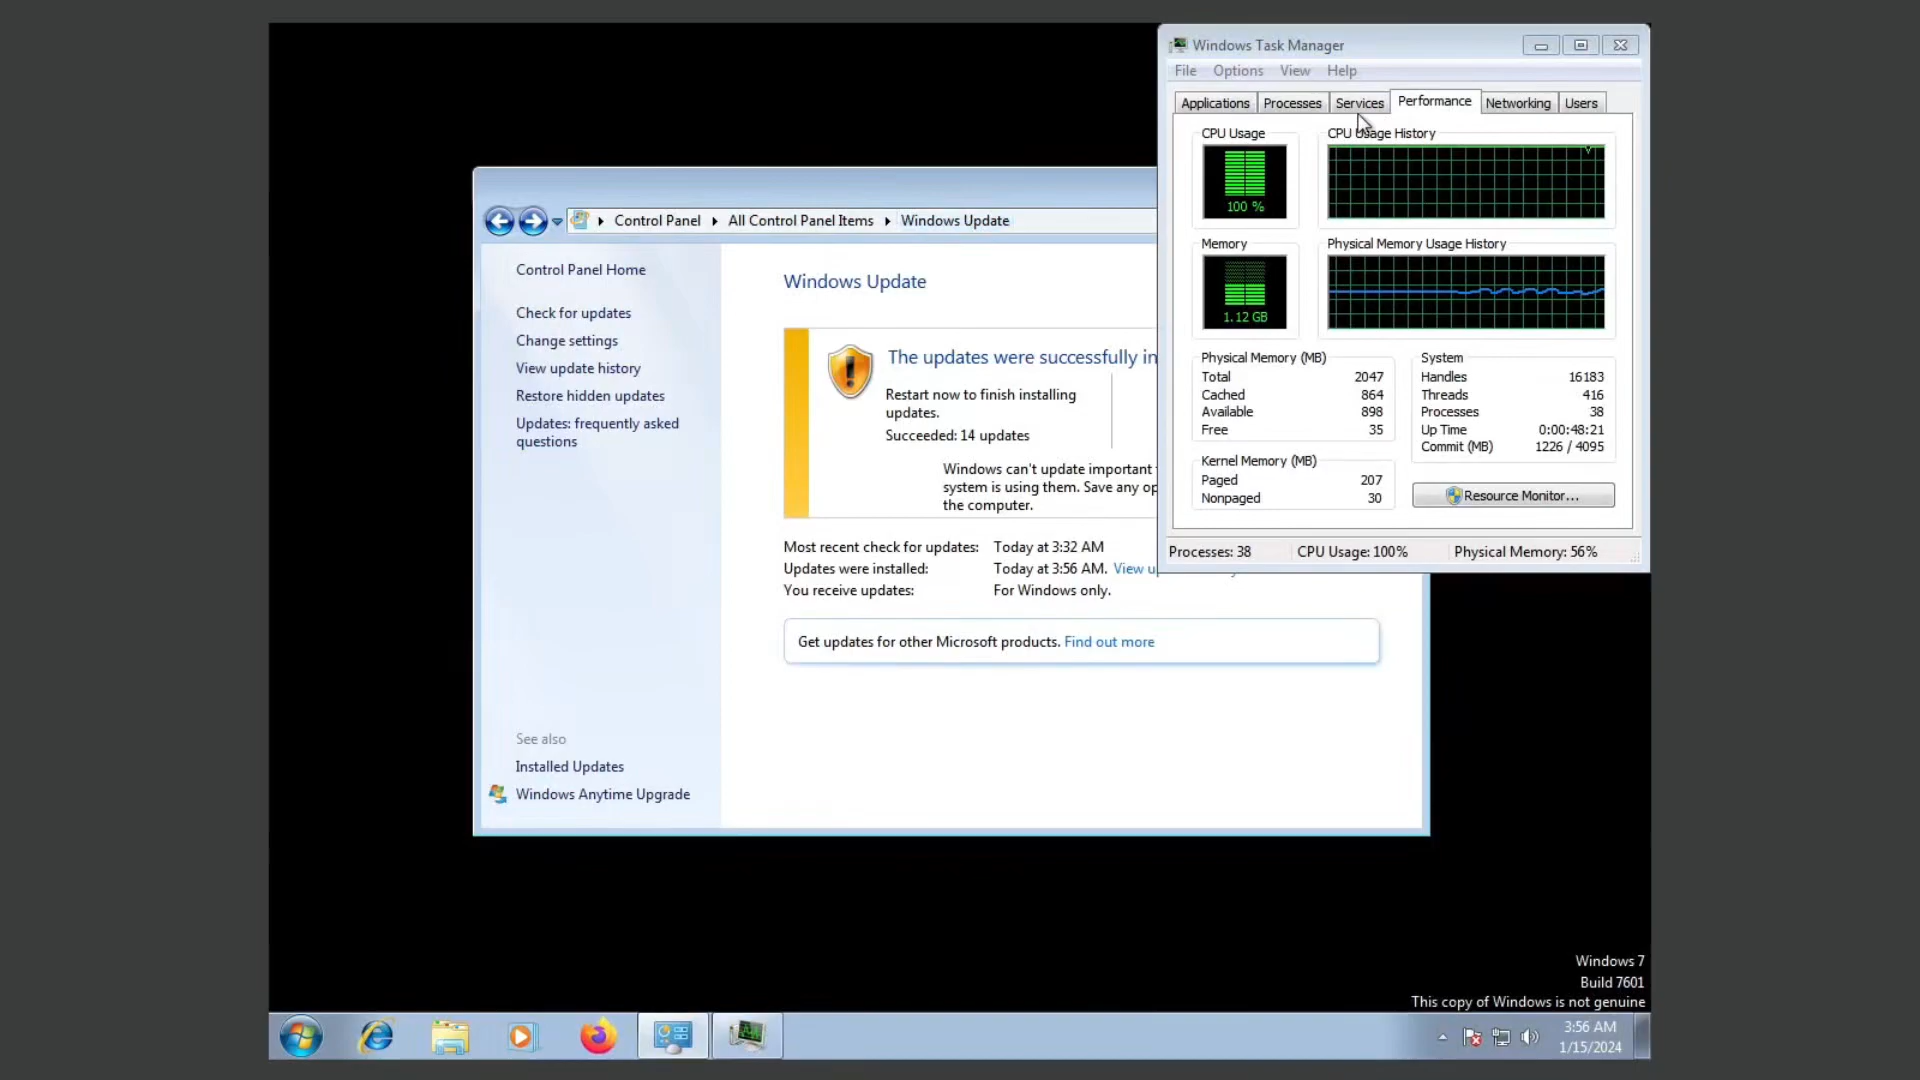 Windows Task Manager
File Options View Help
Applications Processes Services Performance Networking Users
CPU Usage
CPU Usage History
100 %
Memory
Physical Memory Usage History
1.12 GB
Physical Memory (MB)
Total 2047
Cached 864
Available 898
Free 35
System
Handles 16183
Threads 416
Processes 38
Up Time 0:00:48:21
Commit (MB) 1226 / 4095
Kernel Memory (MB)
Paged 207
Nonpaged 30
Resource Monitor...
Processes: 38 CPU Usage: 100% Physical Memory: 56%
Control Panel All Control Panel Items Windows Update
Control Panel Home
Check for updates
Change settings
View update history
Restore hidden updates
Updates: frequently asked
questions
See also
Installed Updates
Windows Anytime Upgrade
Windows Update
The updates were successfully in
Restart now to finish installing
updates.
Succeeded: 14 updates
Windows can't update important
system is using them. Save any op
the computer.
Most recent check for updates: Today at 3:32 AM
Updates were installed: Today at 3:56 AM. View u
You receive updates: For Windows only.
Get updates for other Microsoft products. Find out more
Windows 7
Build 7601
This copy of Windows is not genuine
3:56 AM
1/15/2024